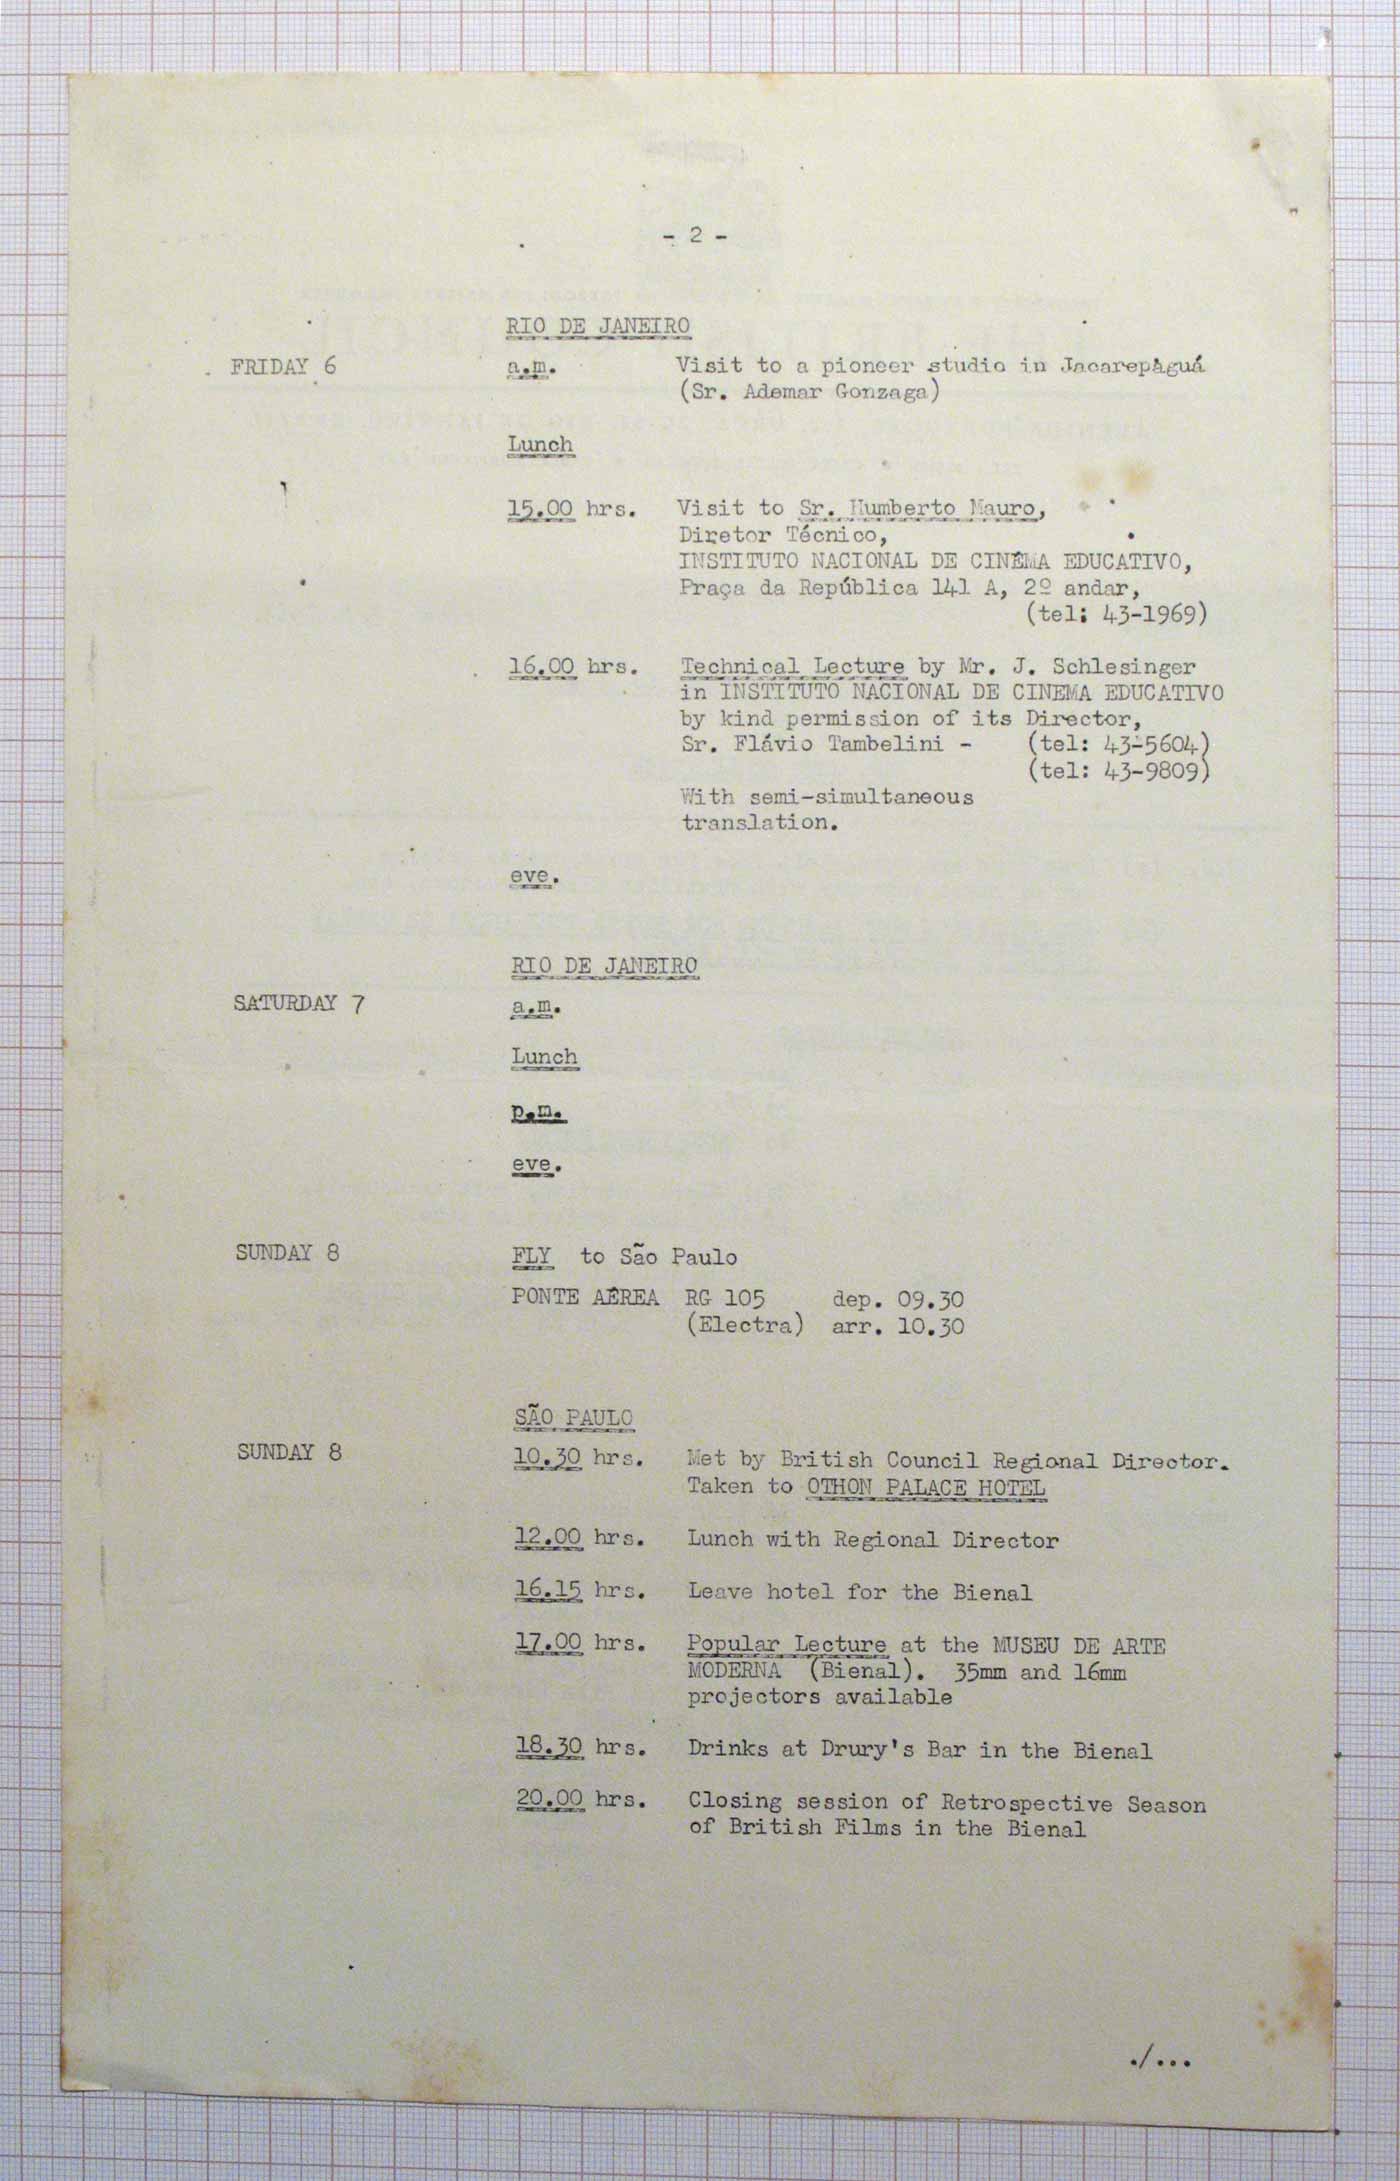 - 2 -
RIO DE JANEIRO
FRIDAY 6 a.m. Visit to a pioneer studio in Jacarepàguá
(Sr. Ademar Gonzaga)
Lunch
15.00 hrs. Visit to Sr. Humberto Mauro,
Diretor Técnico,
INSTITUTO NACIONAL DE CINÊMA EDUCATIVO,
Praça da República 141 A, 2º andar,
(tel: 43-1969)
16.00 hrs. Technical Lecture by Mr. J. Schlesinger
in INSTITUTO NACIONAL DE CINEMA EDUCATIVO
by kind permission of its Director,
Sr. Flávio Tambelini - (tel: 43-5604)
(tel: 43-9809)
With semi-simultaneous
translation.
eve.
RIO DE JANEIRO
SATURDAY 7 a.m.
Lunch
p.m.
eve.
SUNDAY 8 FLY to São Paulo
PONTE AÉREA RG 105 dep. 09.30
(Electra) arr. 10.30
SÃO PAULO
SUNDAY 8 10.30 hrs. Met by British Council Regional Director.
Taken to OTHON PALACE HOTEL
12.00 hrs. Lunch with Regional Director
16.15 hrs. Leave hotel for the Bienal
17.00 hrs. Popular Lecture at the MUSEU DE ARTE
MODERNA (Bienal). 35mm and 16mm
projectors available
18.30 hrs. Drinks at Drury's Bar in the Bienal
20.00 hrs. Closing session of Retrospective Season
of British Films in the Bienal
./...